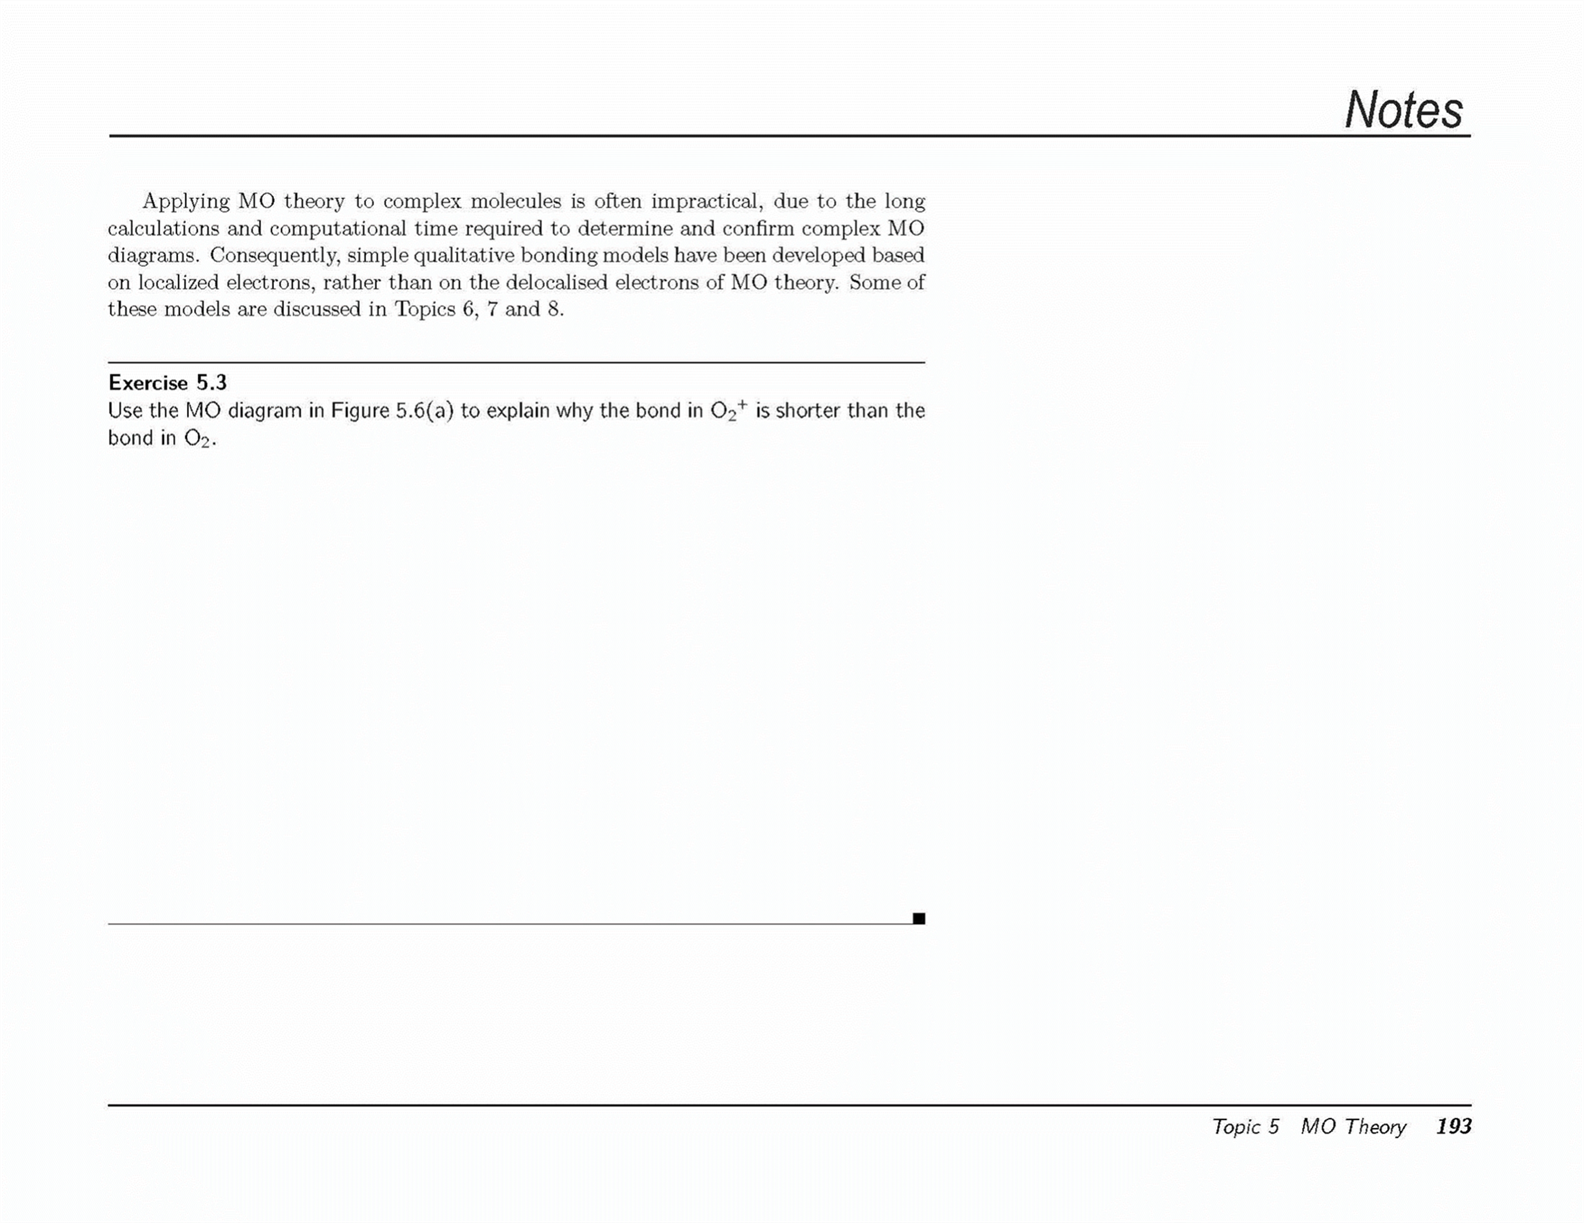 Notes
Applying MO theory to complex molecules is often impractical, due to the long
calculations and computational time required to determine and confirm complex MO
diagrams. Consequently, simple qualitative bonding models have been developed based
on localized electrons, rather than on the delocalised electrons of MO theory. Some of
these models are discussed in Topics 6, 7 and 8.
Exercise 5.3
Use the MO diagram in Figure 5.6(a) to explain why the bond in O₂⁺ is shorter than the
bond in O₂.
Topic 5 MO Theory 193